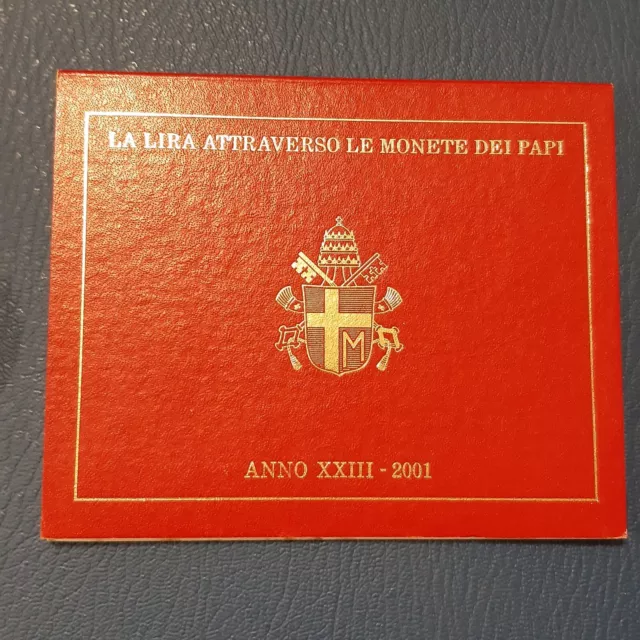 LA LIRA ATTRAVERSO LE MONETE DEI PAPI
M
ANNO XXIII - 2001